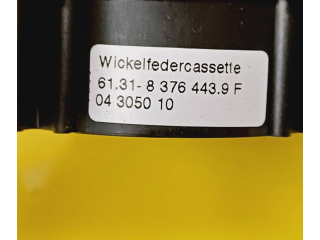 Wickelfedercassette
61.31- 8 376 443.9 F
04 3050 10